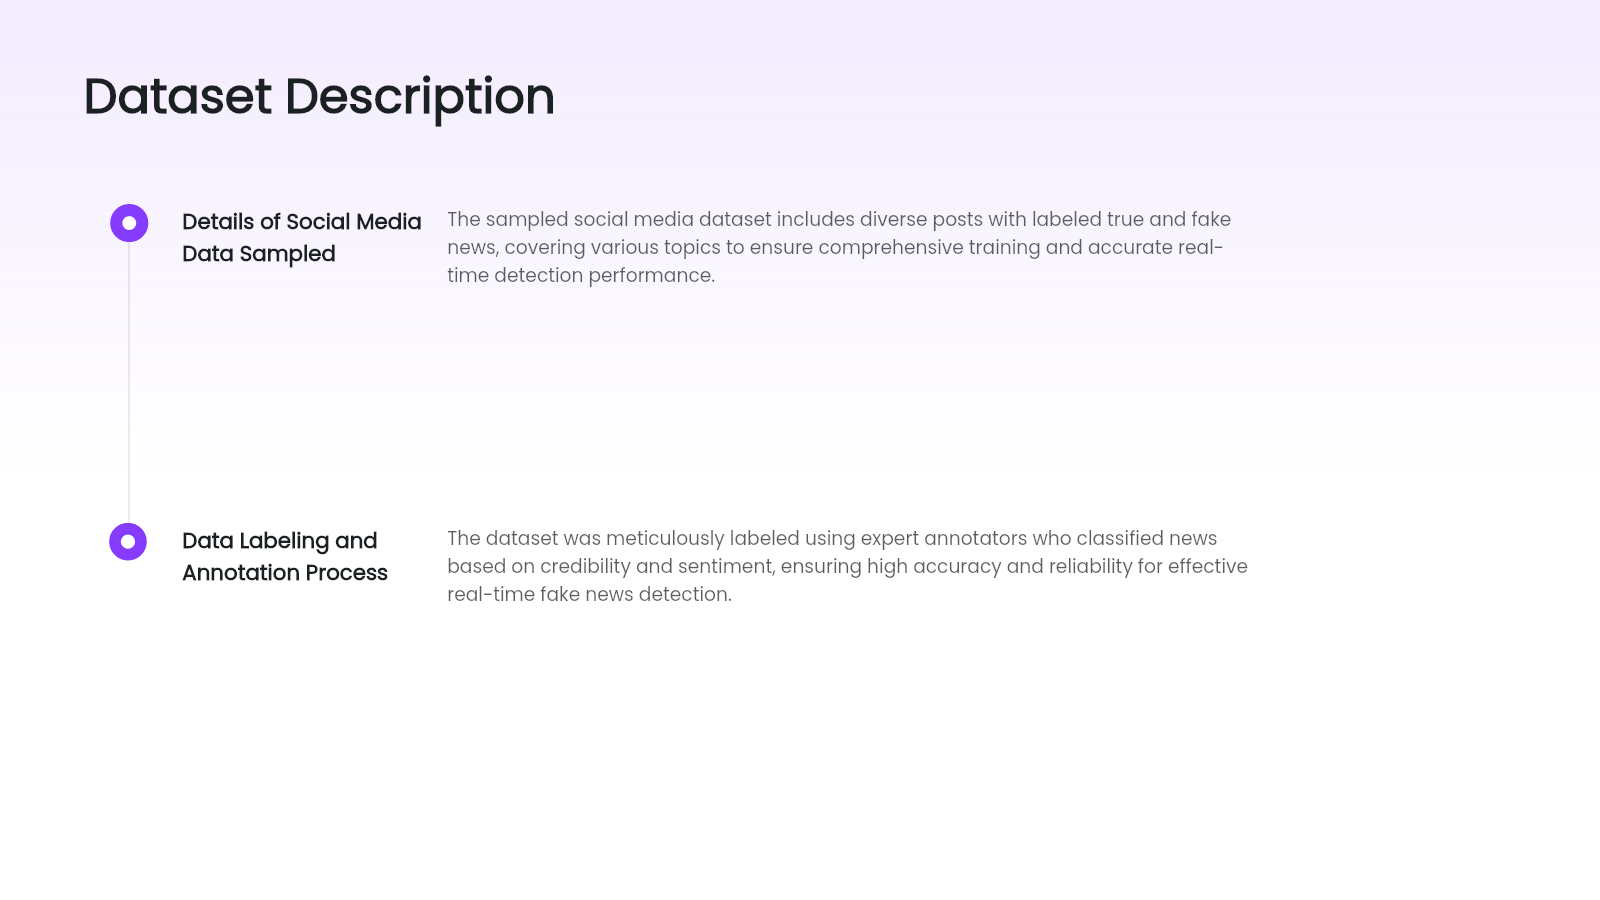 Dataset Description
Details of Social Media
Data Sampled
The sampled social media dataset includes diverse posts with labeled true and fake
news, covering various topics to ensure comprehensive training and accurate real-
time detection performance.
Data Labeling and
Annotation Process
The dataset was meticulously labeled using expert annotators who classified news
based on credibility and sentiment, ensuring high accuracy and reliability for effective
real-time fake news detection.